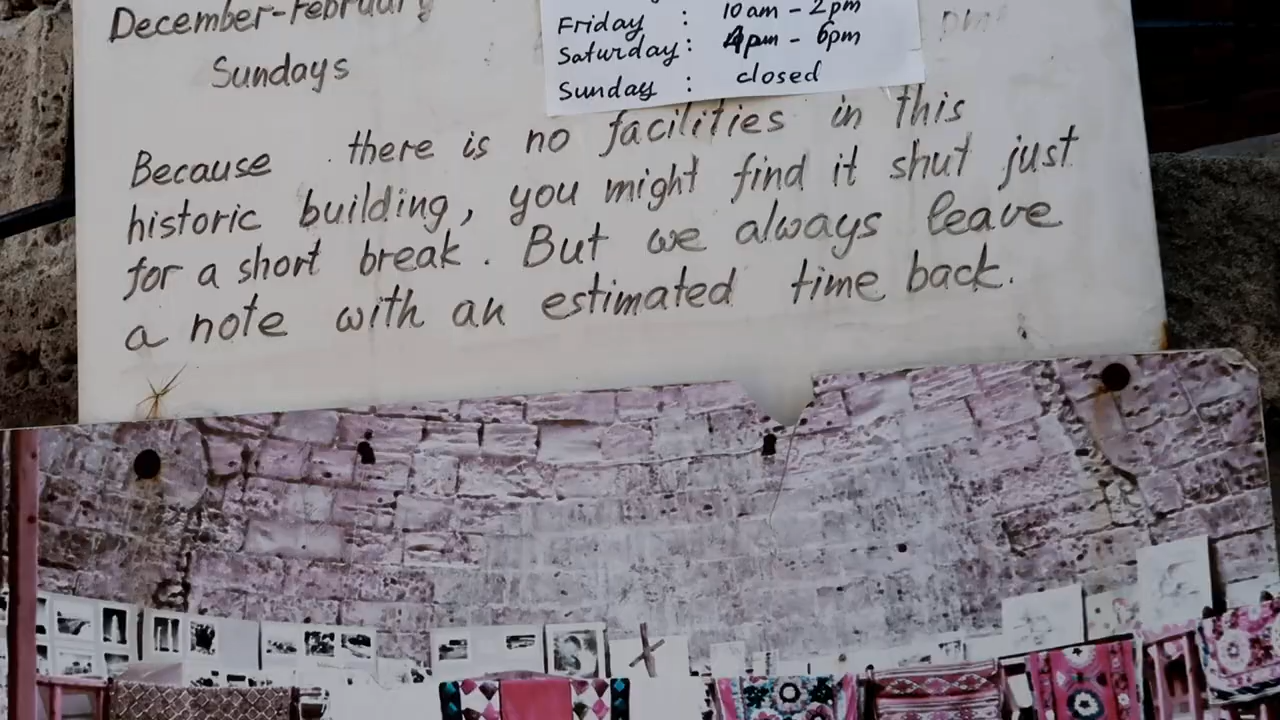 December-February
Sundays
Friday : 10am - 2pm
Saturday : 4pm - 6pm
Sunday : closed
Because there is no facilities in this
historic building, you might find it shut just
for a short break. But we always leave
a note with an estimated time back.